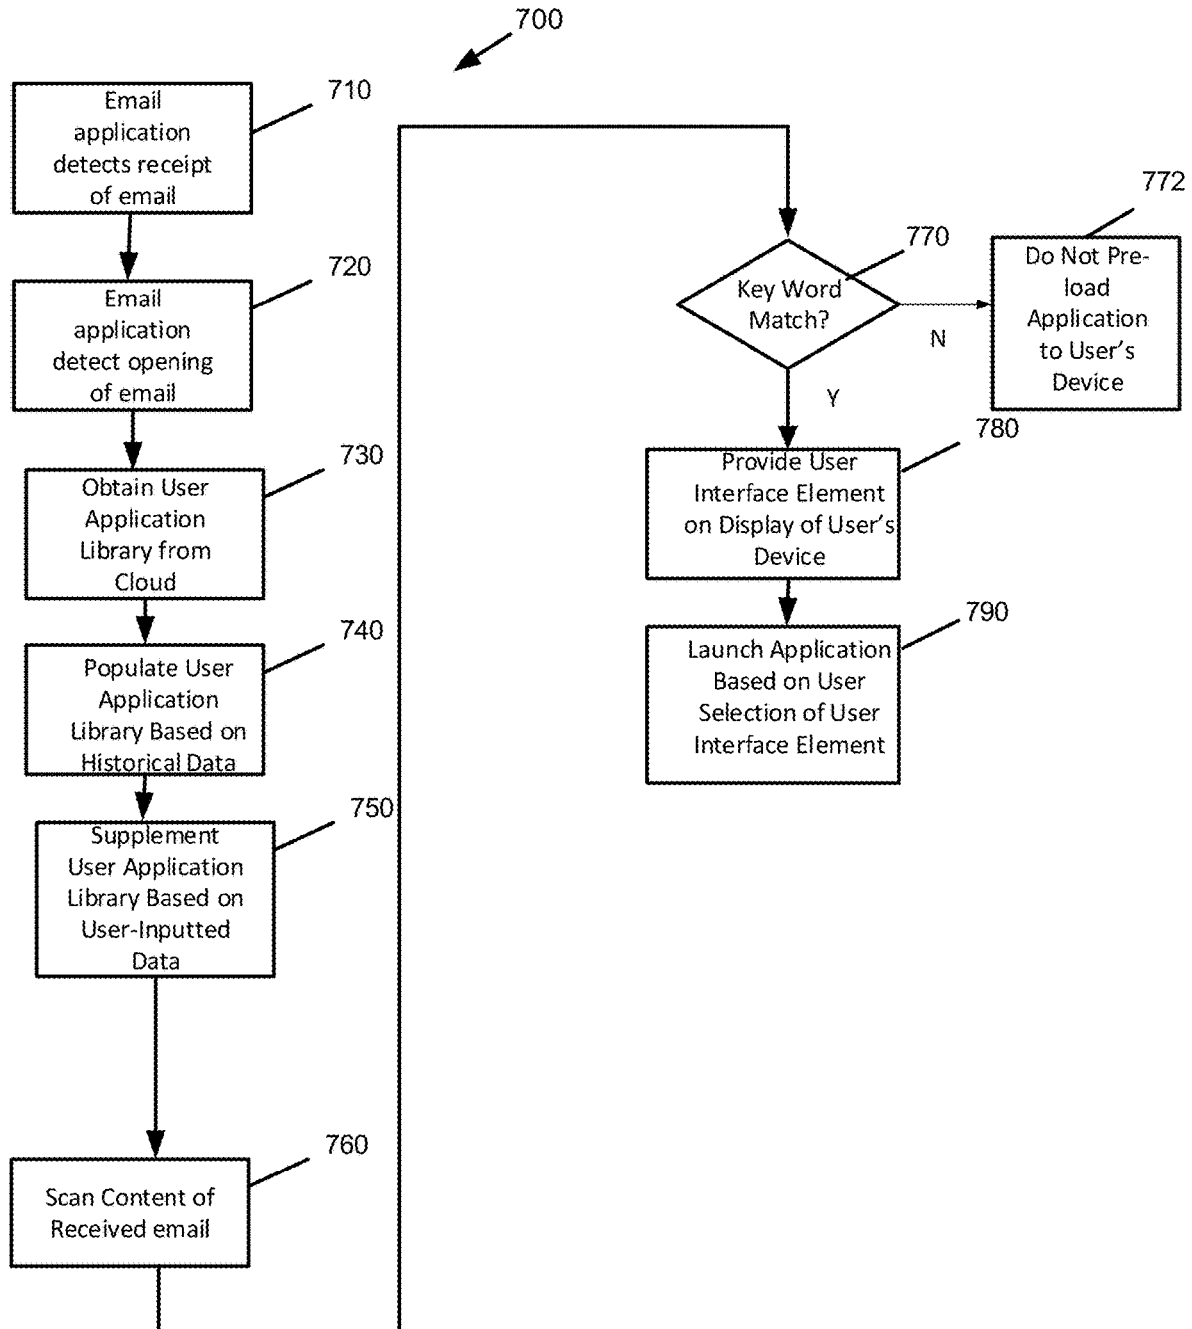 700
710
Email
application
detects receipt
of email
720
Email
application
detect opening
of email
730
Obtain User
Application
Library from
Cloud
740
Populate User
Application
Library Based on
Historical Data
750
Supplement
User Application
Library Based on
User-Inputted
Data
760
Scan Content of
Received email
770
Key Word
Match?
N
Y
772
Do Not Pre-
load
Application
to User's
Device
780
Provide User
Interface Element
on Display of User's
Device
790
Launch Application
Based on User
Selection of User
Interface Element